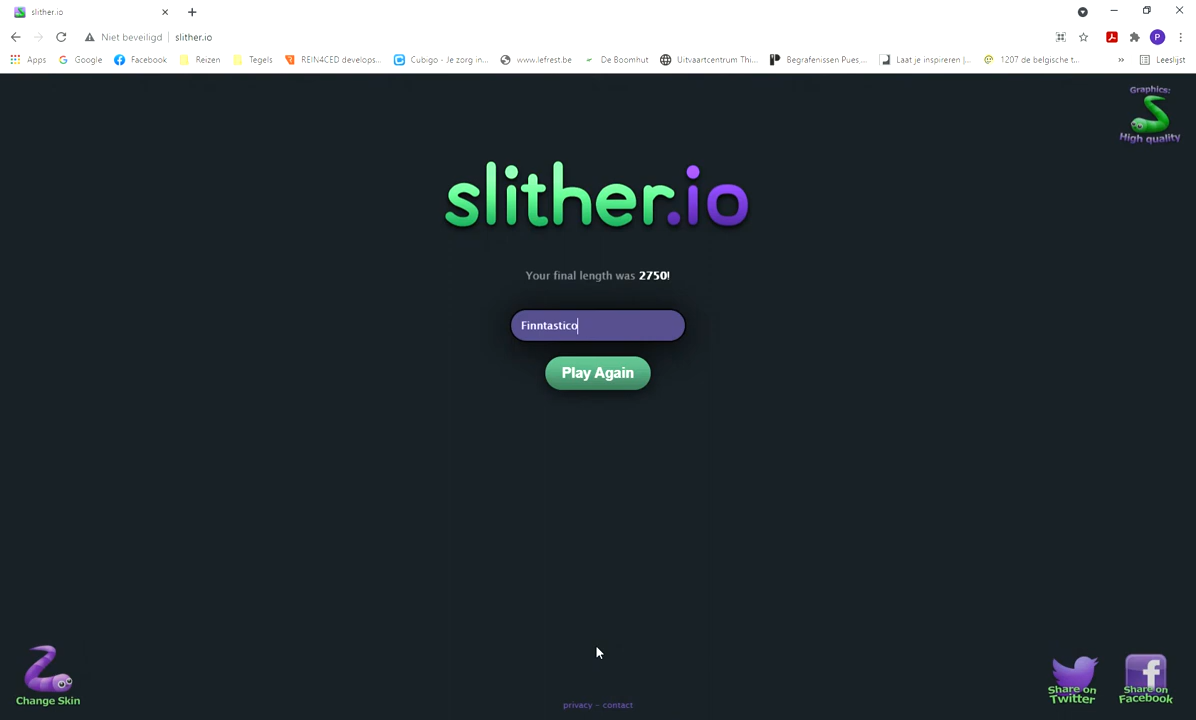 slither.io
Niet beveiligd | slither.io
Apps Google Facebook Reizen Tegels REIN4CED develops... Cubigo - Je zorg in... www.lefrest.be De Boomhut Uitvaartcentrum Thi... Begrafenissen Pues,... Laat je inspireren |... 1207 de belgische t... » Leeslijst
Graphics:
High quality
slither.io
Your final length was 2750!
Finntastico
Play Again
Change Skin
Share on
Twitter
Share on
Facebook
privacy - contact